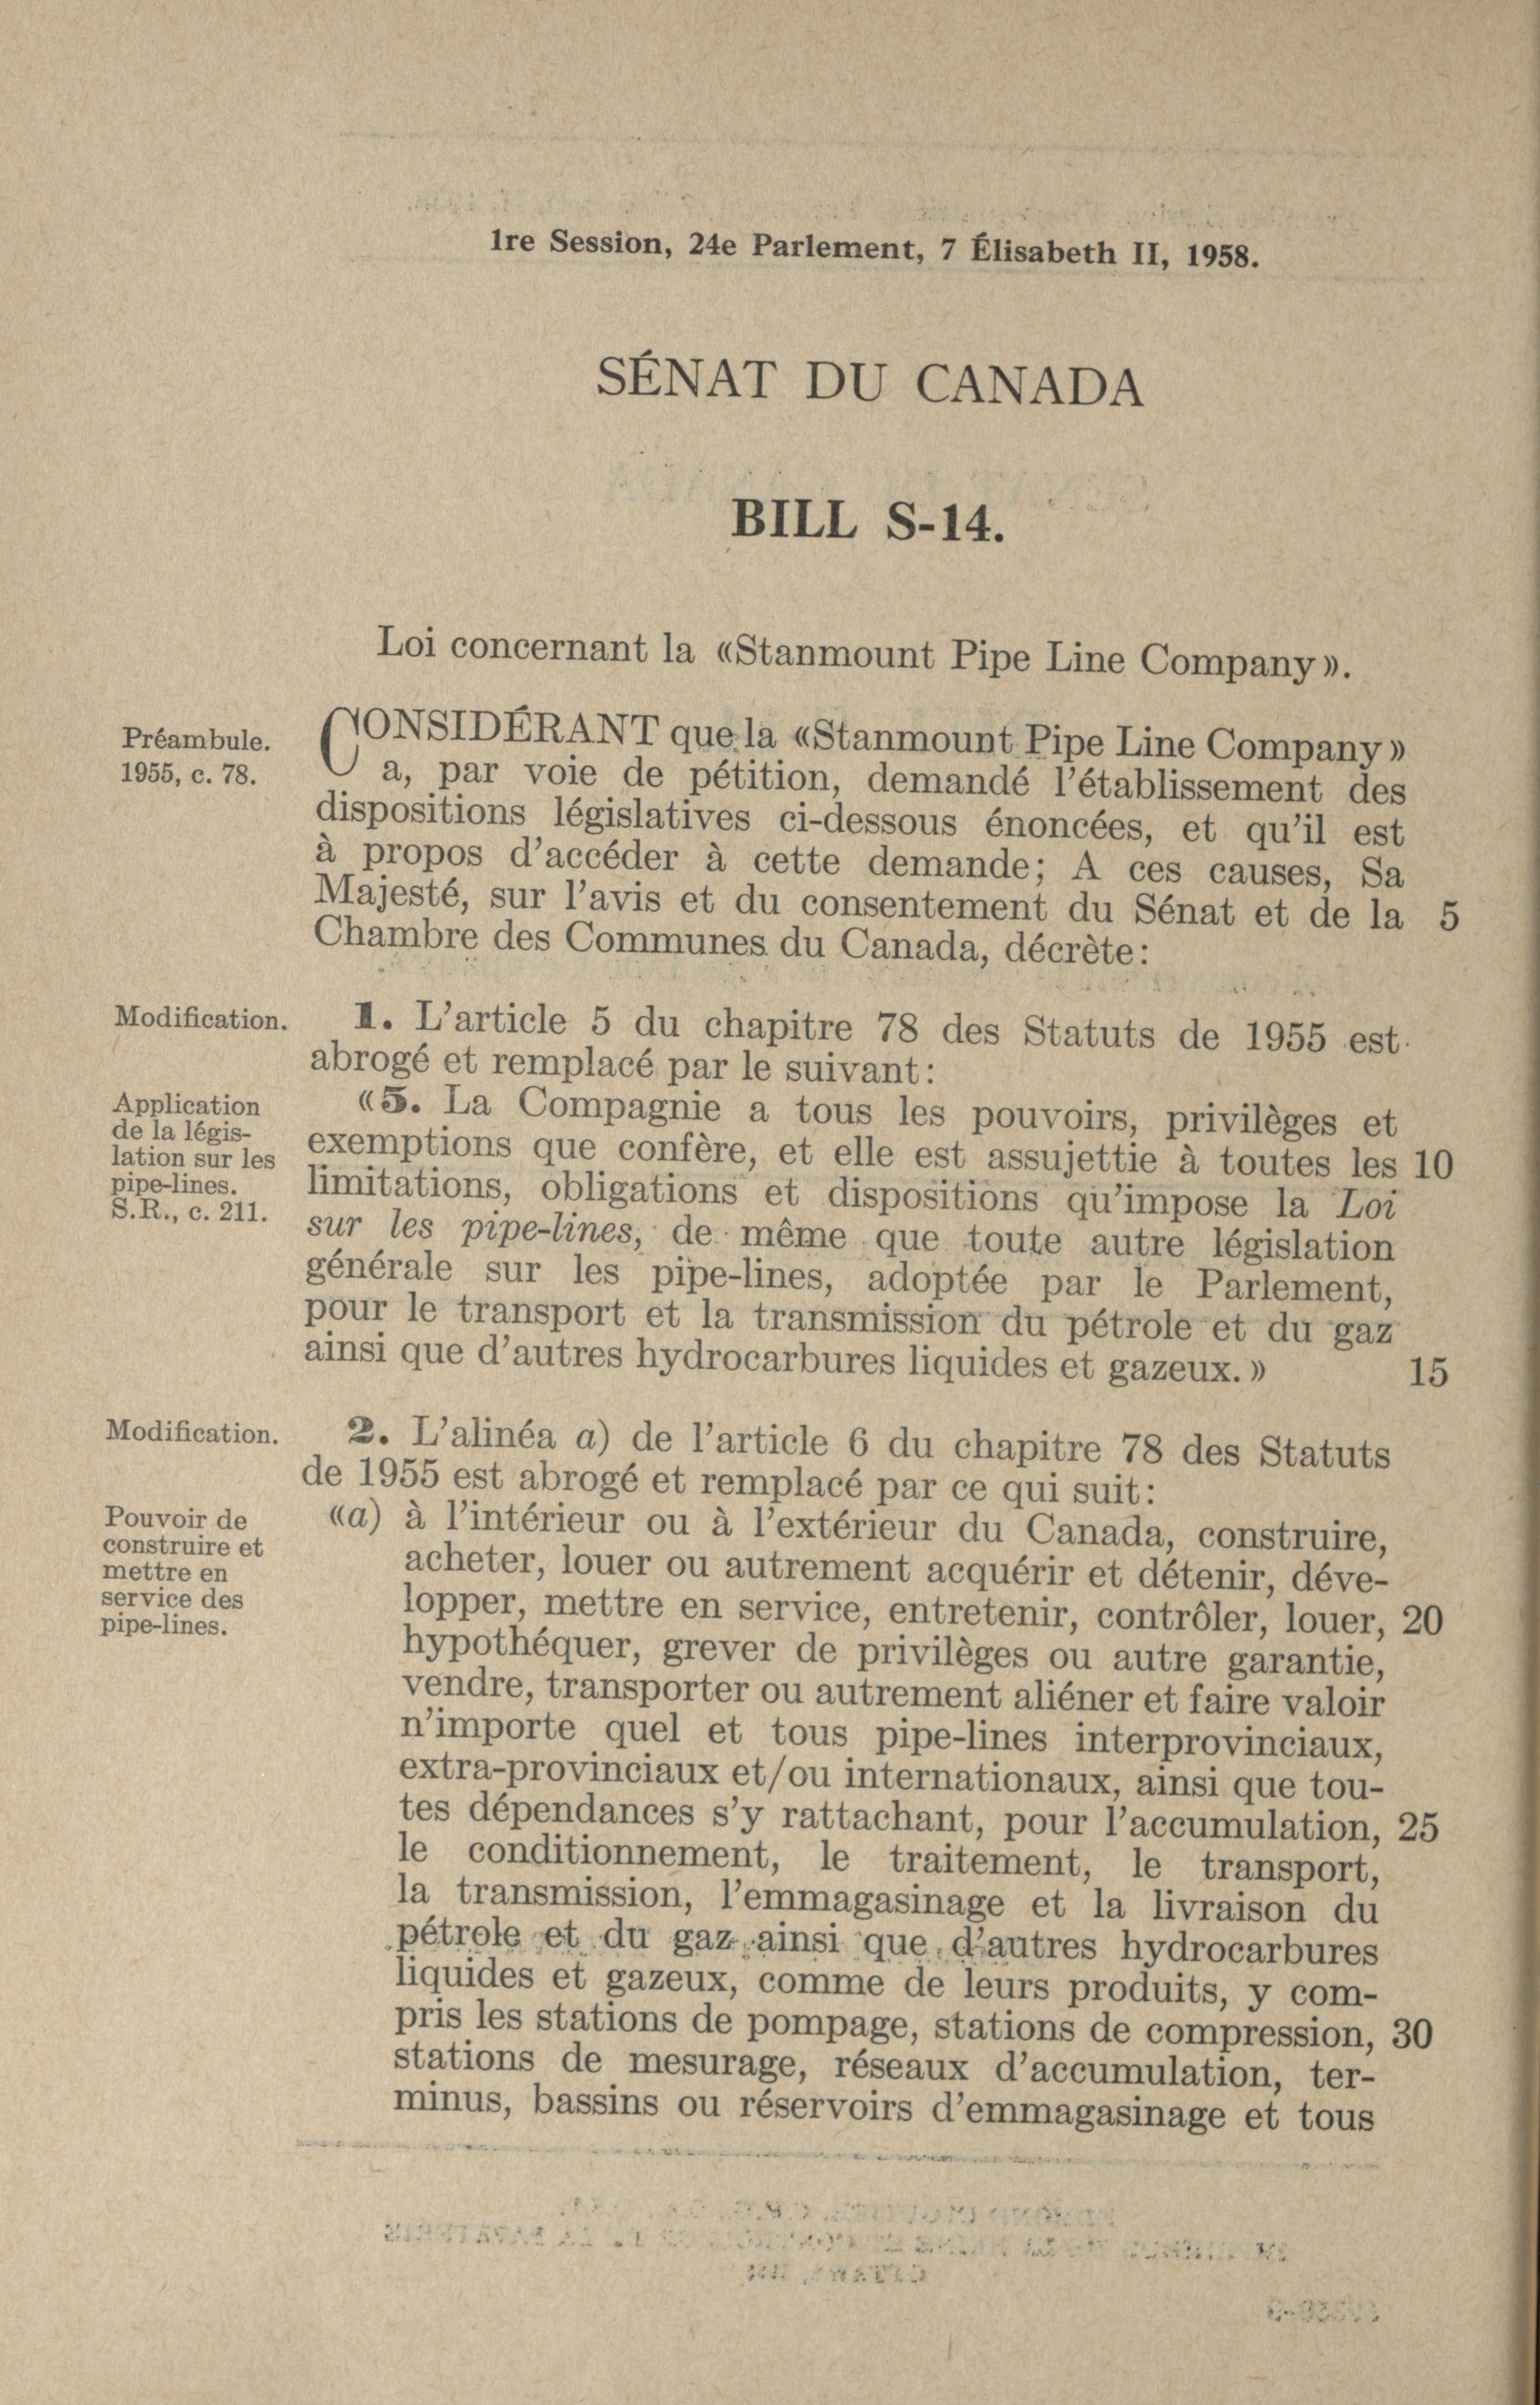 1re Session, 24e Parlement, 7 Élisabeth II, 1958.
SÉNAT DU CANADA
BILL S-14.
Loi concernant la «Stanmount Pipe Line Company».
Préambule.
1955, c. 78.
CONSIDÉRANT que la «Stanmount Pipe Line Company»
a, par voie de pétition, demandé l'établissement des
dispositions législatives ci-dessous énoncées, et qu'il est
à propos d'accéder à cette demande; A ces causes, Sa
Majesté, sur l'avis et du consentement du Sénat et de la 5
Chambre des Communes du Canada, décrète:
Modification.
1. L'article 5 du chapitre 78 des Statuts de 1955 est
abrogé et remplacé par le suivant:
Application
de la légis-
lation sur les
pipe-lines.
S.R., c. 211.
«5. La Compagnie a tous les pouvoirs, privilèges et
exemptions que confère, et elle est assujettie à toutes les 10
limitations, obligations et dispositions qu'impose la Loi
sur les pipe-lines, de même que toute autre législation
générale sur les pipe-lines, adoptée par le Parlement,
pour le transport et la transmission du pétrole et du gaz
ainsi que d'autres hydrocarbures liquides et gazeux.» 15
Modification.
2. L'alinéa a) de l'article 6 du chapitre 78 des Statuts
de 1955 est abrogé et remplacé par ce qui suit:
Pouvoir de
construire et
mettre en
service des
pipe-lines.
«a) à l'intérieur ou à l'extérieur du Canada, construire,
acheter, louer ou autrement acquérir et détenir, déve-
lopper, mettre en service, entretenir, contrôler, louer, 20
hypothéquer, grever de privilèges ou autre garantie,
vendre, transporter ou autrement aliéner et faire valoir
n'importe quel et tous pipe-lines interprovinciaux,
extra-provinciaux et/ou internationaux, ainsi que tou-
tes dépendances s'y rattachant, pour l'accumulation, 25
le conditionnement, le traitement, le transport,
la transmission, l'emmagasinage et la livraison du
pétrole et du gaz ainsi que d'autres hydrocarbures
liquides et gazeux, comme de leurs produits, y com-
pris les stations de pompage, stations de compression, 30
stations de mesurage, réseaux d'accumulation, ter-
minus, bassins ou réservoirs d'emmagasinage et tous